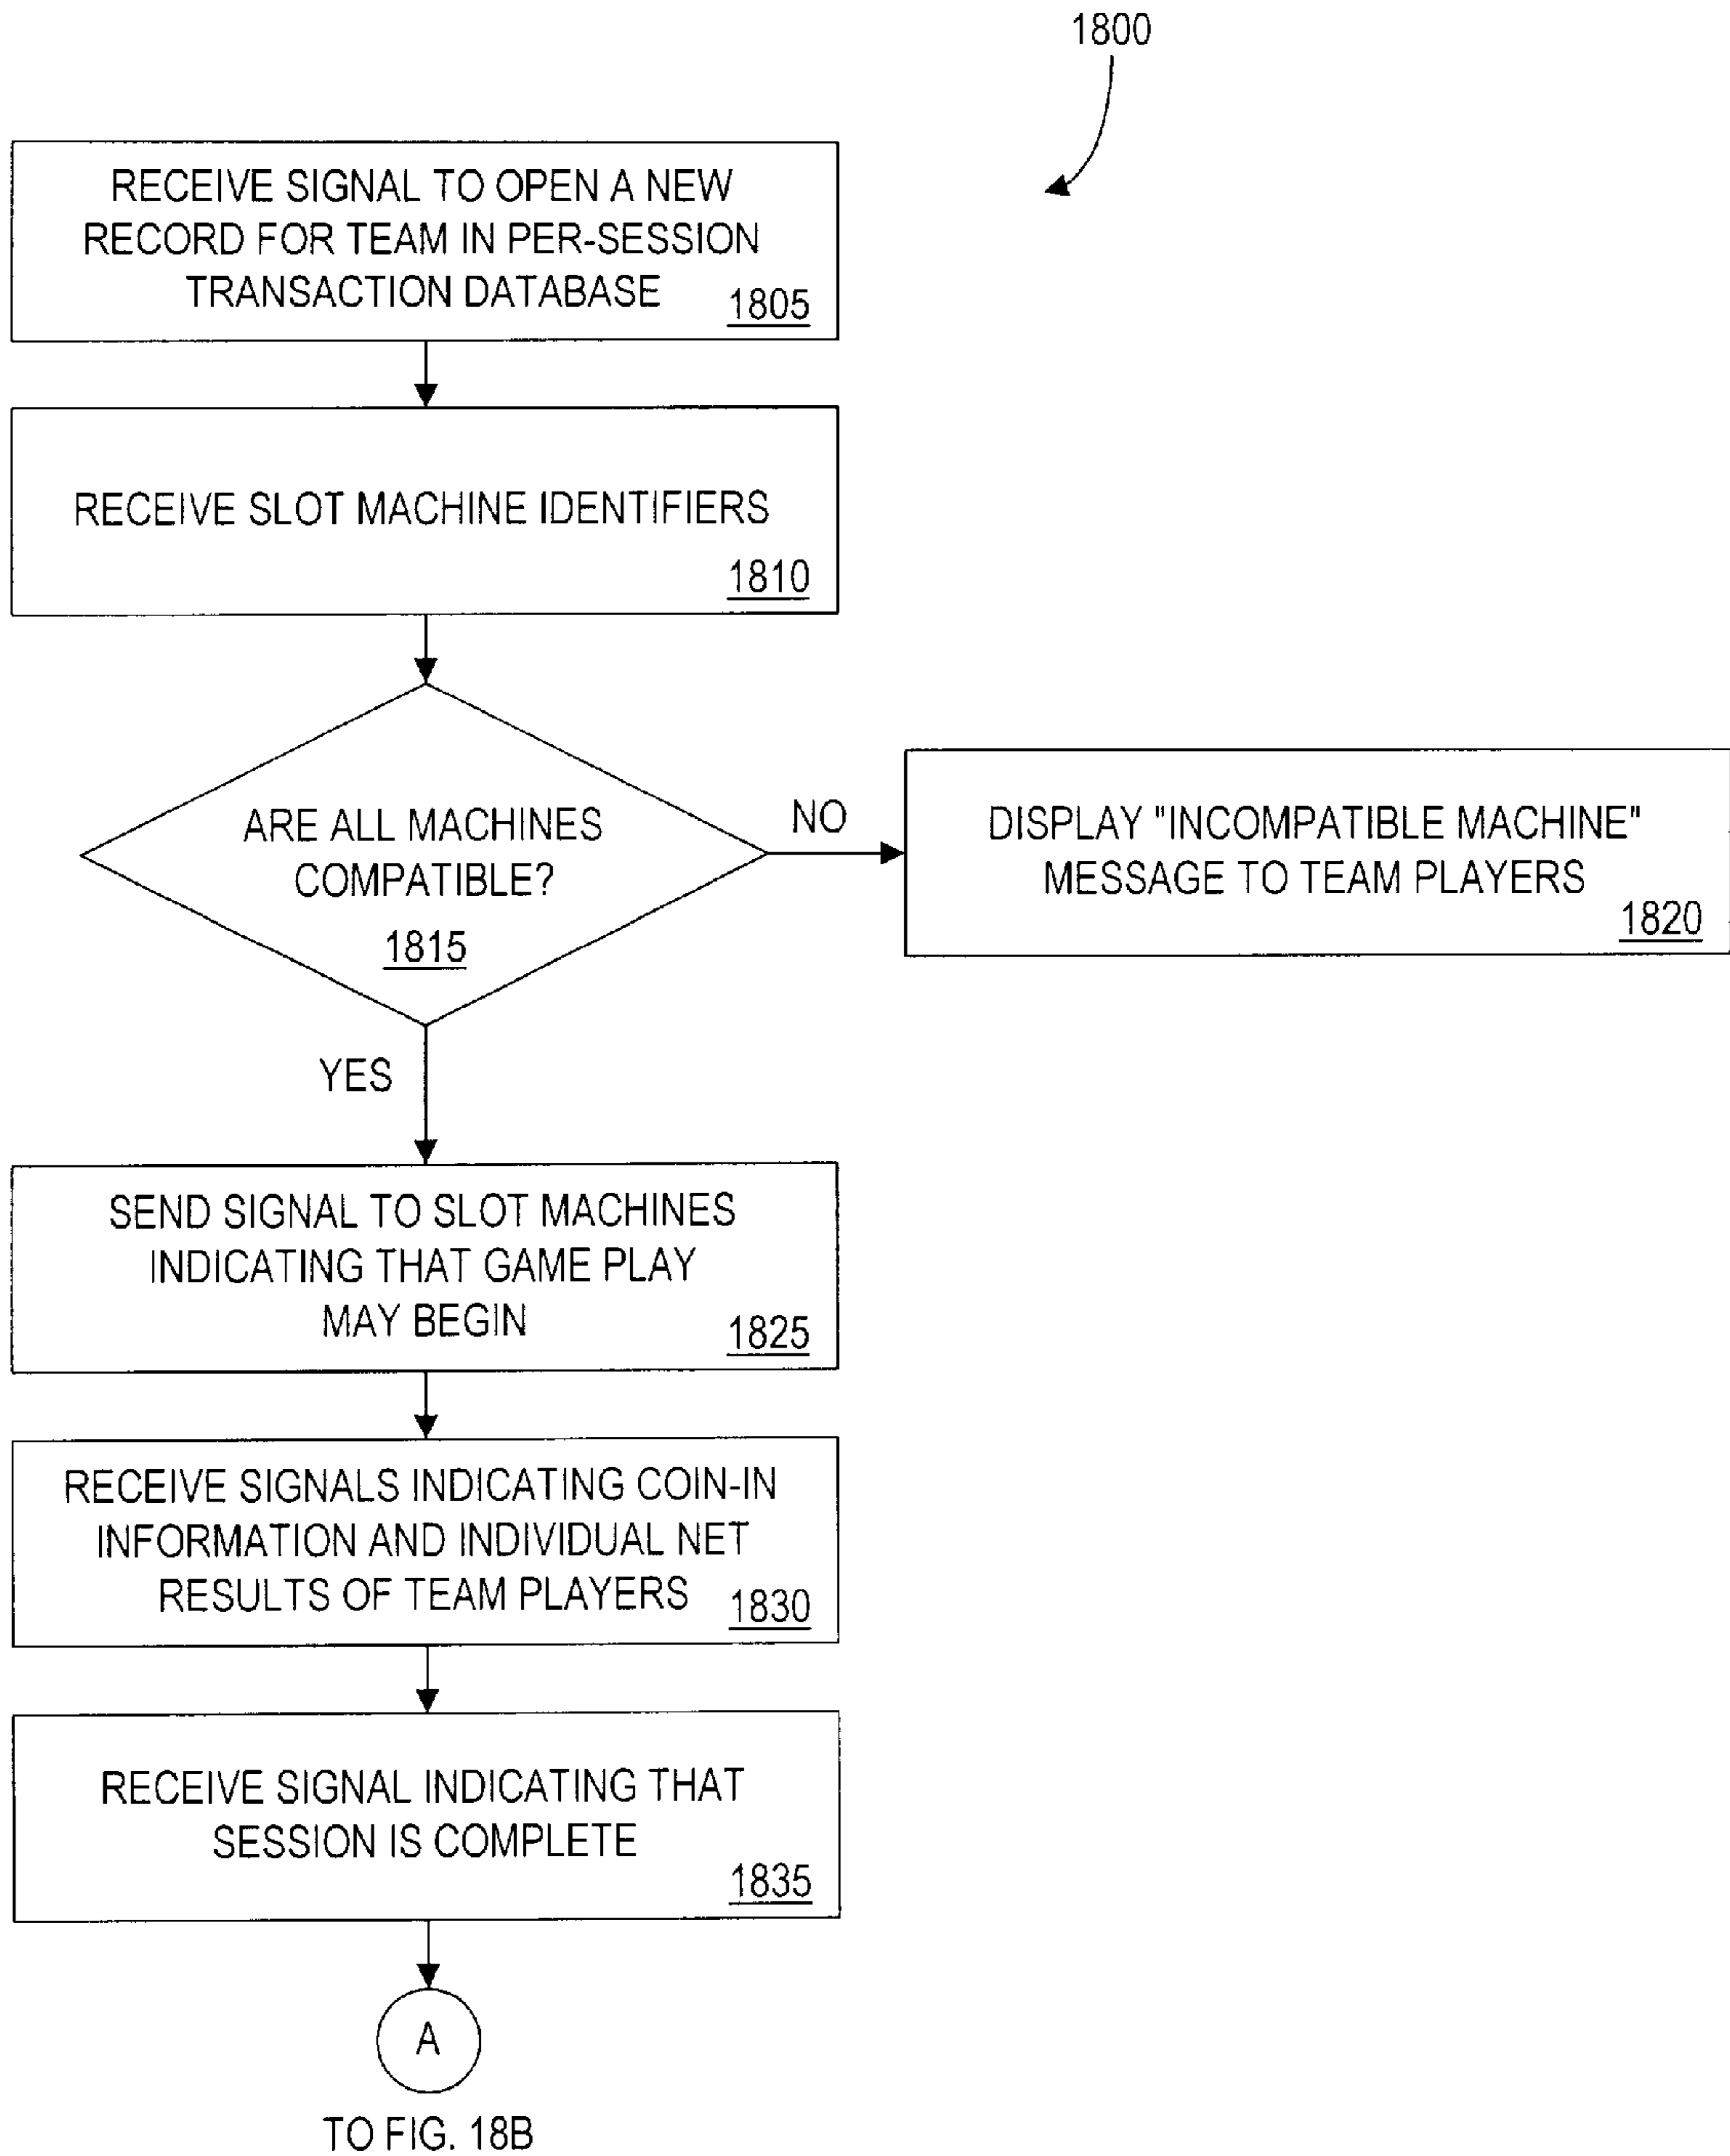 1800
RECEIVE SIGNAL TO OPEN A NEW
RECORD FOR TEAM IN PER-SESSION
TRANSACTION DATABASE
1805
RECEIVE SLOT MACHINE IDENTIFIERS
1810
ARE ALL MACHINES
COMPATIBLE?
1815
NO
DISPLAY "INCOMPATIBLE MACHINE"
MESSAGE TO TEAM PLAYERS
1820
YES
SEND SIGNAL TO SLOT MACHINES
INDICATING THAT GAME PLAY
MAY BEGIN
1825
RECEIVE SIGNALS INDICATING COIN-IN
INFORMATION AND INDIVIDUAL NET
RESULTS OF TEAM PLAYERS
1830
RECEIVE SIGNAL INDICATING THAT
SESSION IS COMPLETE
1835
A
TO FIG. 18B